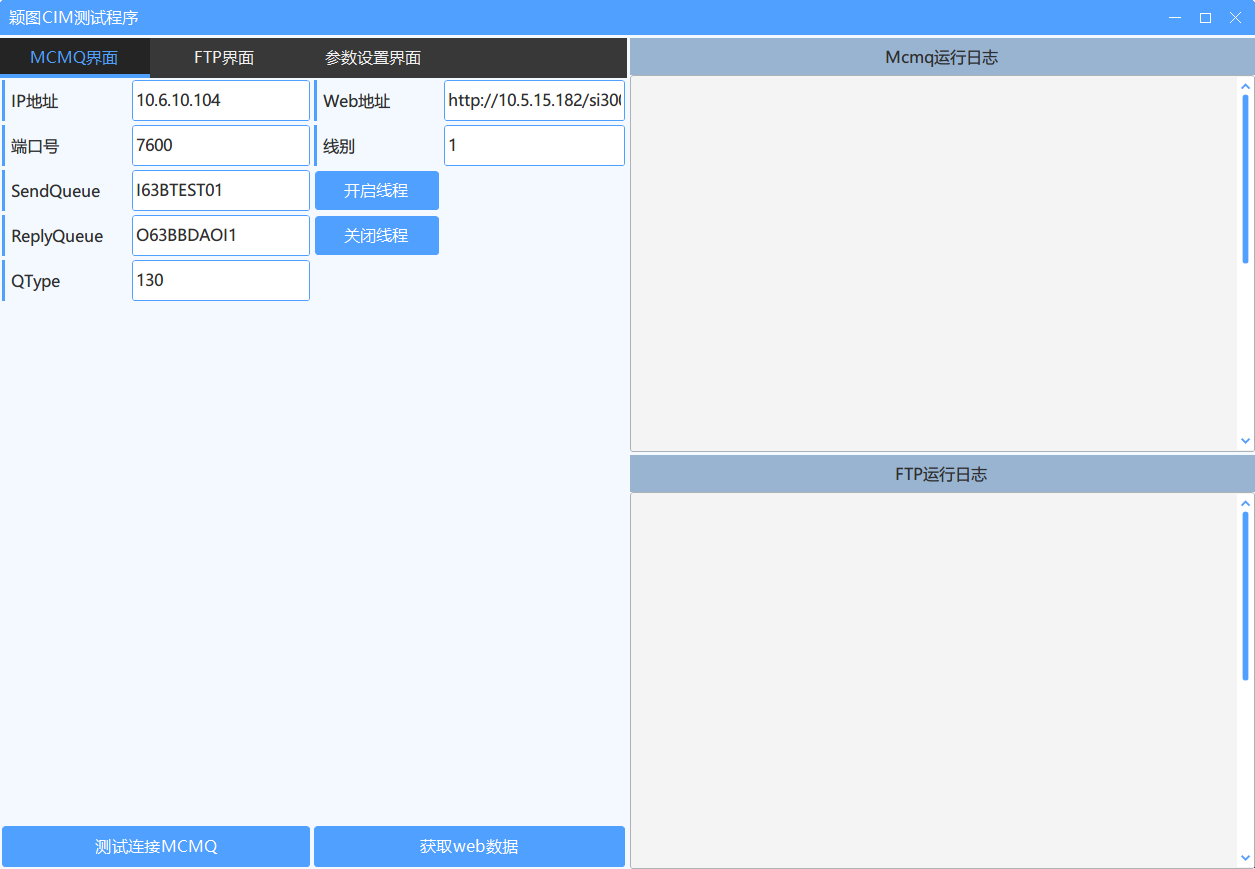 颖图CIM测试程序
MCMQ界面 FTP界面 参数设置界面
IP地址 10.6.10.104 Web地址 http://10.5.15.182/si300
端口号 7600 线别 1
SendQueue I63BTEST01 开启线程
ReplyQueue O63BBDAOI1 关闭线程
QType 130
测试连接MCMQ 获取web数据
Mcmq运行日志
FTP运行日志